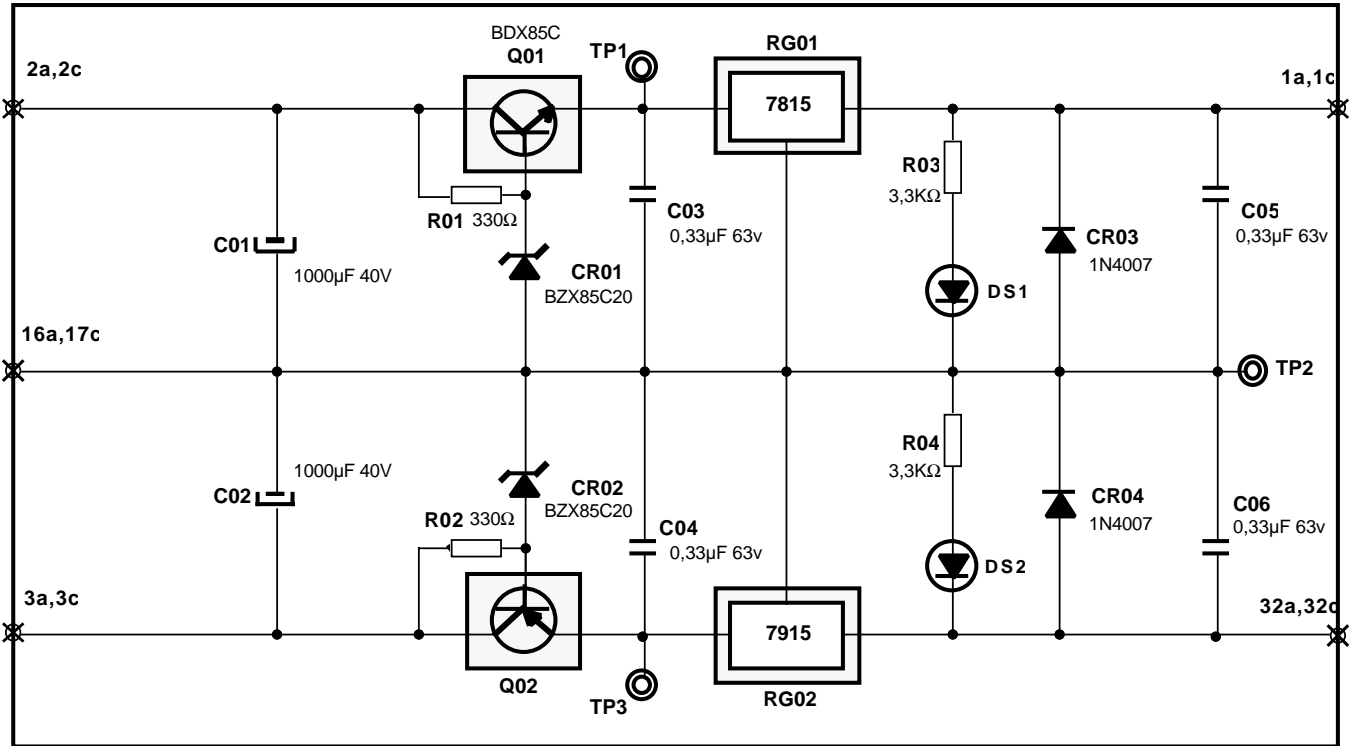 BDX85C
Q01
TP1
RG01
2a,2c
1a,1c
7815
R03
3,3KΩ
R01 330Ω
C03
0,33µF 63v
C05
0,33µF 63v
C01
1000µF 40V
CR01
BZX85C20
CR03
1N4007
DS1
16a,17c
TP2
R04
3,3KΩ
1000µF 40V
C02
CR02
BZX85C20
CR04
1N4007
C06
0,33µF 63v
R02 330Ω
C04
0,33µF 63v
DS2
3a,3c
32a,32c
7915
Q02
TP3
RG02